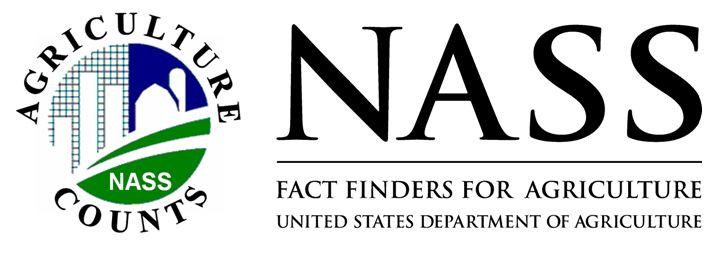 AGRICULTURE
NASS
COUNTS
NASS
FACT FINDERS FOR AGRICULTURE
UNITED STATES DEPARTMENT OF AGRICULTURE